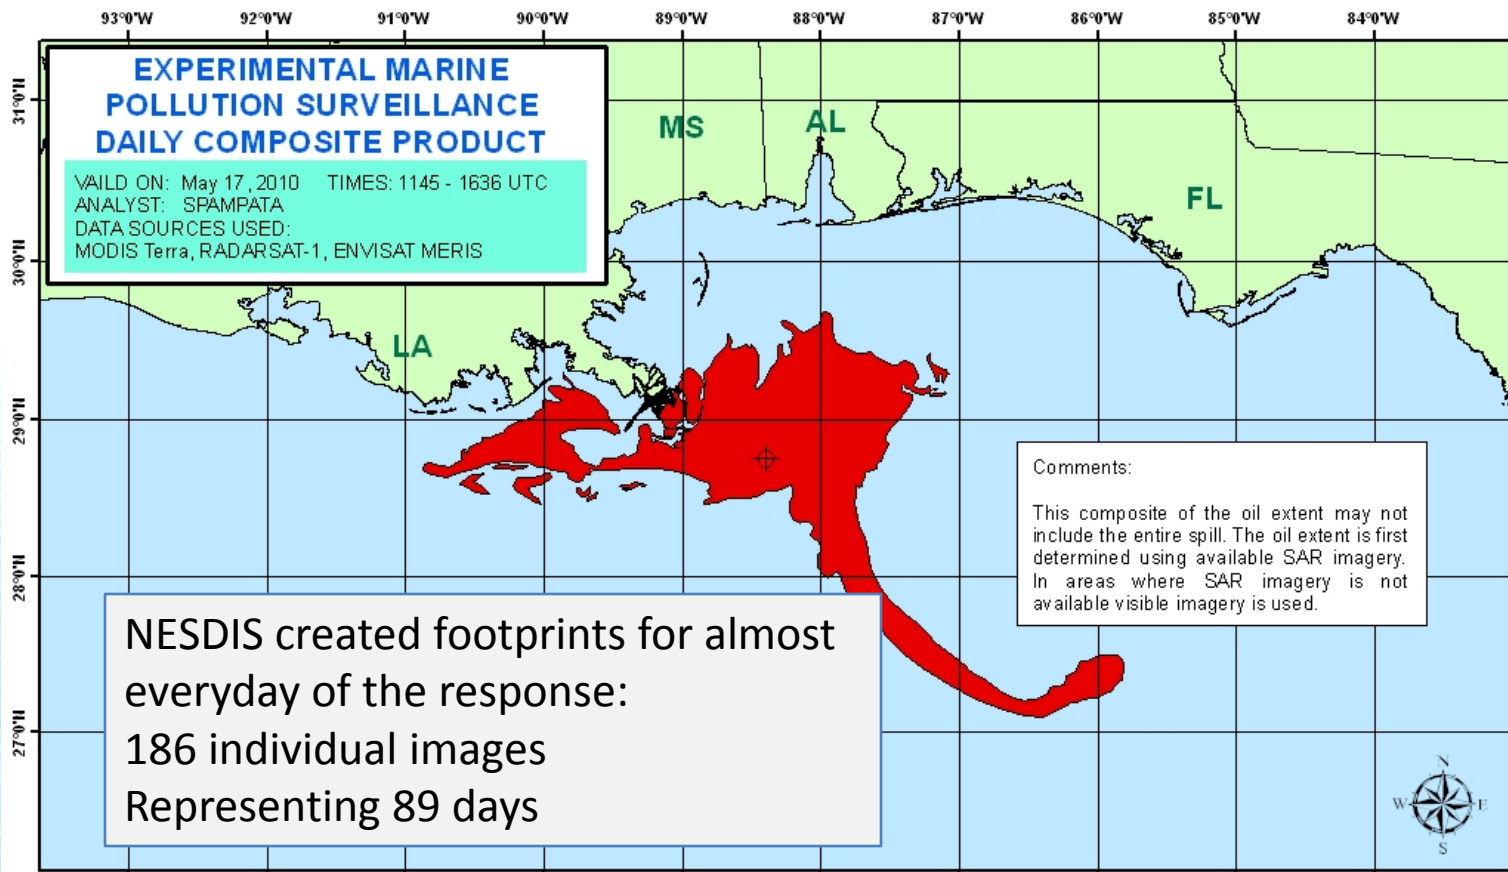 93°0'W 92°0'W 91°0'W 90°0'W 89°0'W 88°0'W 87°0'W 86°0'W 85°0'W 84°0'W
31°0'N
30°0'N
29°0'N
28°0'N
27°0'N
EXPERIMENTAL MARINE
POLLUTION SURVEILLANCE
DAILY COMPOSITE PRODUCT
VAILD ON: May 17, 2010 TIMES: 1145 - 1636 UTC
ANALYST: SPAMPATA
DATA SOURCES USED:
MODIS Terra, RADARSAT-1, ENVISAT MERIS
MS
AL
FL
LA
Comments:
This composite of the oil extent may not
include the entire spill. The oil extent is first
determined using available SAR imagery.
In areas where SAR imagery is not
available visible imagery is used.
NESDIS created footprints for almost
everyday of the response:
186 individual images
Representing 89 days
N
W E
S